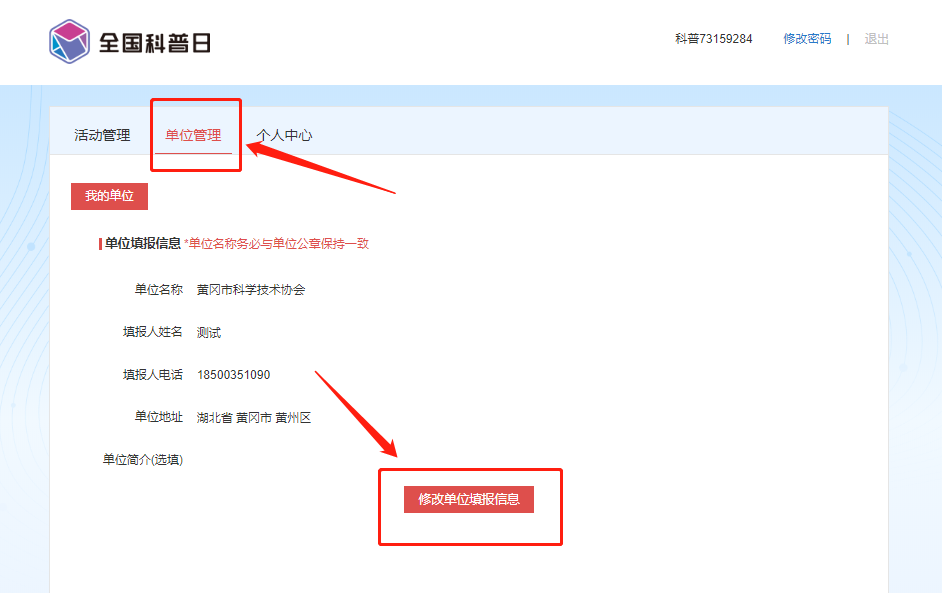 全国科普日
科普73159284 修改密码 | 退出
活动管理 单位管理 个人中心
我的单位
单位填报信息 *单位名称务必与单位公章保持一致
单位名称 黄冈市科学技术协会
填报人姓名 测试
填报人电话 18500351090
单位地址 湖北省 黄冈市 黄州区
单位简介(选填)
修改单位填报信息